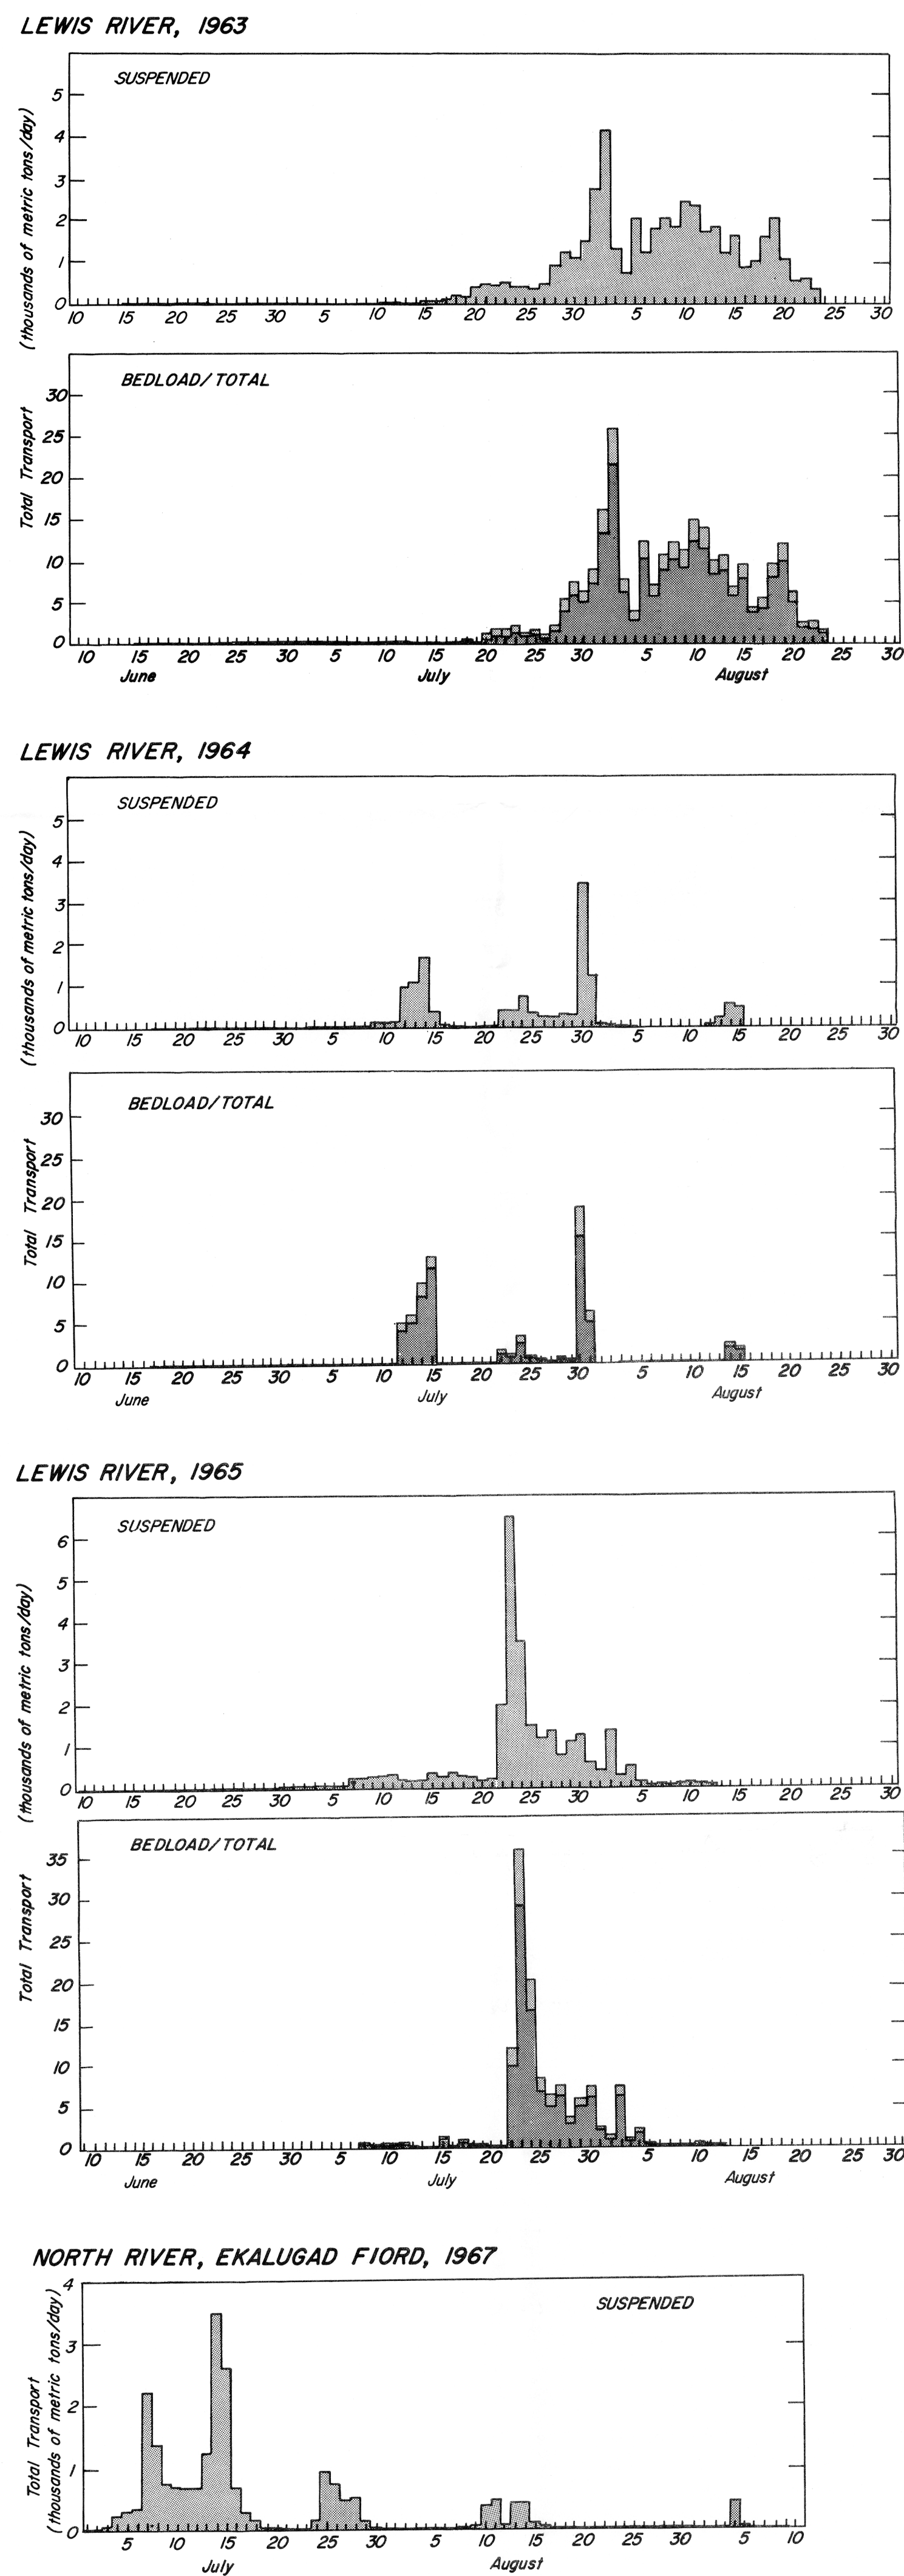 LEWIS RIVER, 1963
SUSPENDED
(thousands of metric tons/day)
5
4
3
2
1
0
10 15 20 25 30 5 10 15 20 25 30 5 10 15 20 25 30
BEDLOAD/TOTAL
Total Transport
30
25
20
15
10
5
0
10 15 20 25 30 5 10 15 20 25 30 5 10 15 20 25 30
June July August
LEWIS RIVER, 1964
SUSPENDED
(thousands of metric tons/day)
5
4
3
2
1
0
10 15 20 25 30 5 10 15 20 25 30 5 10 15 20 25 30
BEDLOAD/TOTAL
Total Transport
30
25
20
15
10
5
0
10 15 20 25 30 5 10 15 20 25 30 5 10 15 20 25 30
June July August
LEWIS RIVER, 1965
SUSPENDED
(thousands of metric tons/day)
6
5
4
3
2
1
0
10 15 20 25 30 5 10 15 20 25 30 5 10 15 20 25 30
BEDLOAD/TOTAL
Total Transport
35
30
25
20
15
10
5
0
10 15 20 25 30 5 10 15 20 25 30 5 10 15 20 25 30
June July August
NORTH RIVER, EKALUGAD FIORD, 1967
SUSPENDED
Total Transport
(thousands of metric tons/day)
4
3
2
1
0
5 10 15 20 25 30 5 10 15 20 25 30 5 10
July August